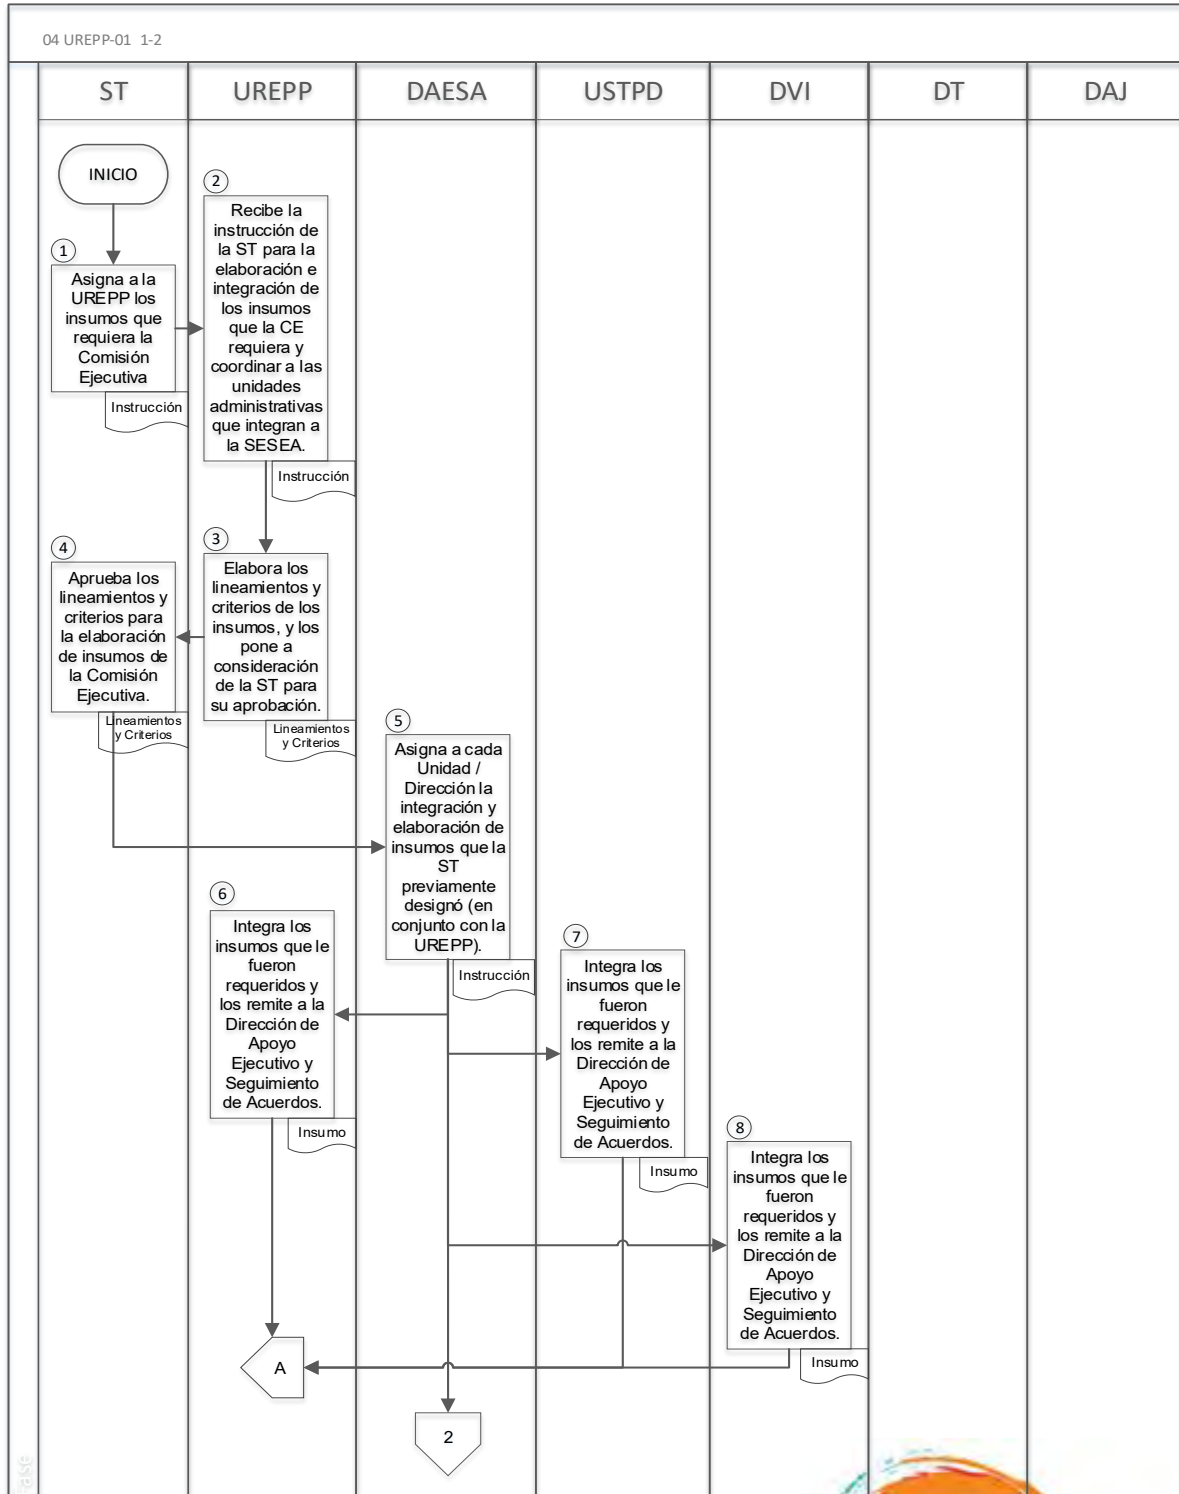 04 UREPP-01 1-2
ST
UREPP
DAESA
USTPD
DVI
DT
DAJ
INICIO
1
Asigna a la
UREPP los
insumos que
requiera la
Comisión
Ejecutiva
Instrucción
2
Recibe la
instrucción de
la ST para la
elaboración e
integración de
los insumos
que la CE
requiera y
coordinar a las
unidades
administrativas
que integran a
la SESEA.
Instrucción
3
Elabora los
lineamientos y
criterios de los
insumos, y los
pone a
consideración
de la ST para
su aprobación.
Lineamientos
y Criterios
4
Aprueba los
lineamientos y
criterios para
la elaboración
de insumos de
la Comisión
Ejecutiva.
Lineamientos
y Criterios
5
Asigna a cada
Unidad /
Dirección la
integración y
elaboración de
insumos que la
ST
previamente
designó (en
conjunto con la
UREPP).
Instrucción
6
Integra los
insumos que le
fueron
requeridos y
los remite a la
Dirección de
Apoyo
Ejecutivo y
Seguimiento
de Acuerdos.
Insumo
7
Integra los
insumos que le
fueron
requeridos y
los remite a la
Dirección de
Apoyo
Ejecutivo y
Seguimiento
de Acuerdos.
Insumo
8
Integra los
insumos que le
fueron
requeridos y
los remite a la
Dirección de
Apoyo
Ejecutivo y
Seguimiento
de Acuerdos.
Insumo
A
2
Fase